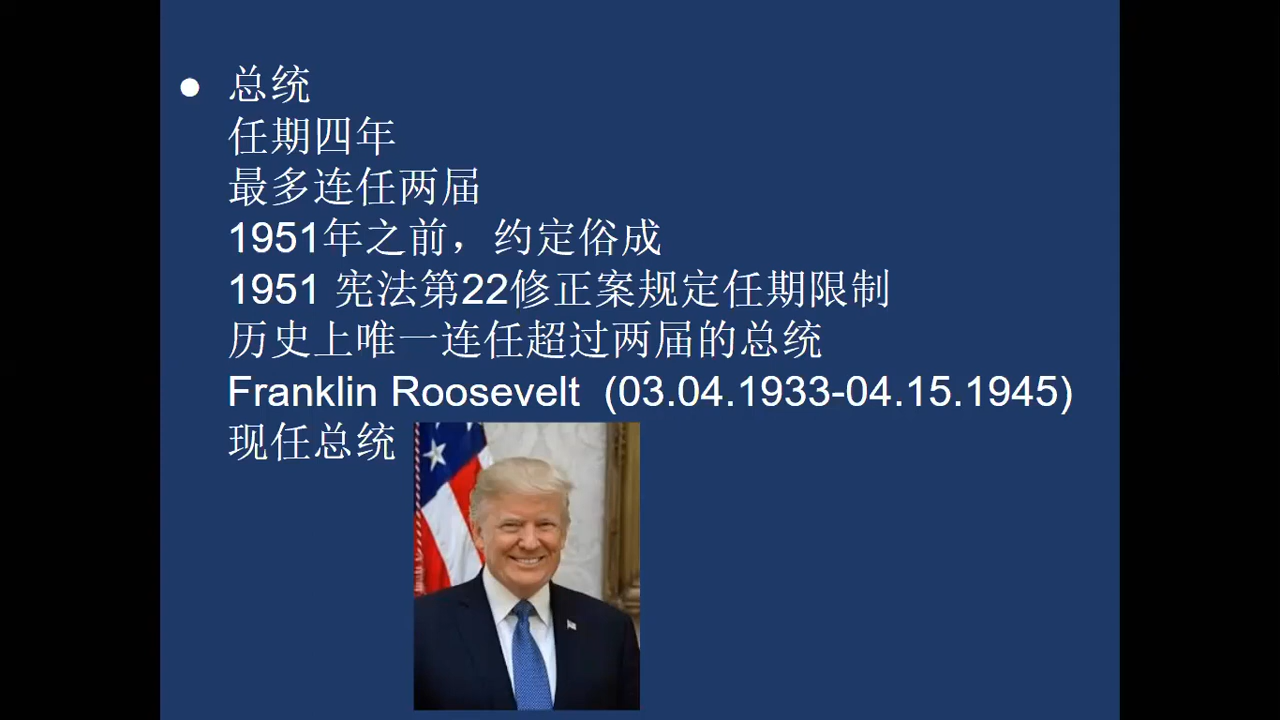 ● 总统
任期四年
最多连任两届
1951年之前，约定俗成
1951 宪法第22修正案规定任期限制
历史上唯一连任超过两届的总统
Franklin Roosevelt  (03.04.1933-04.15.1945)
现任总统